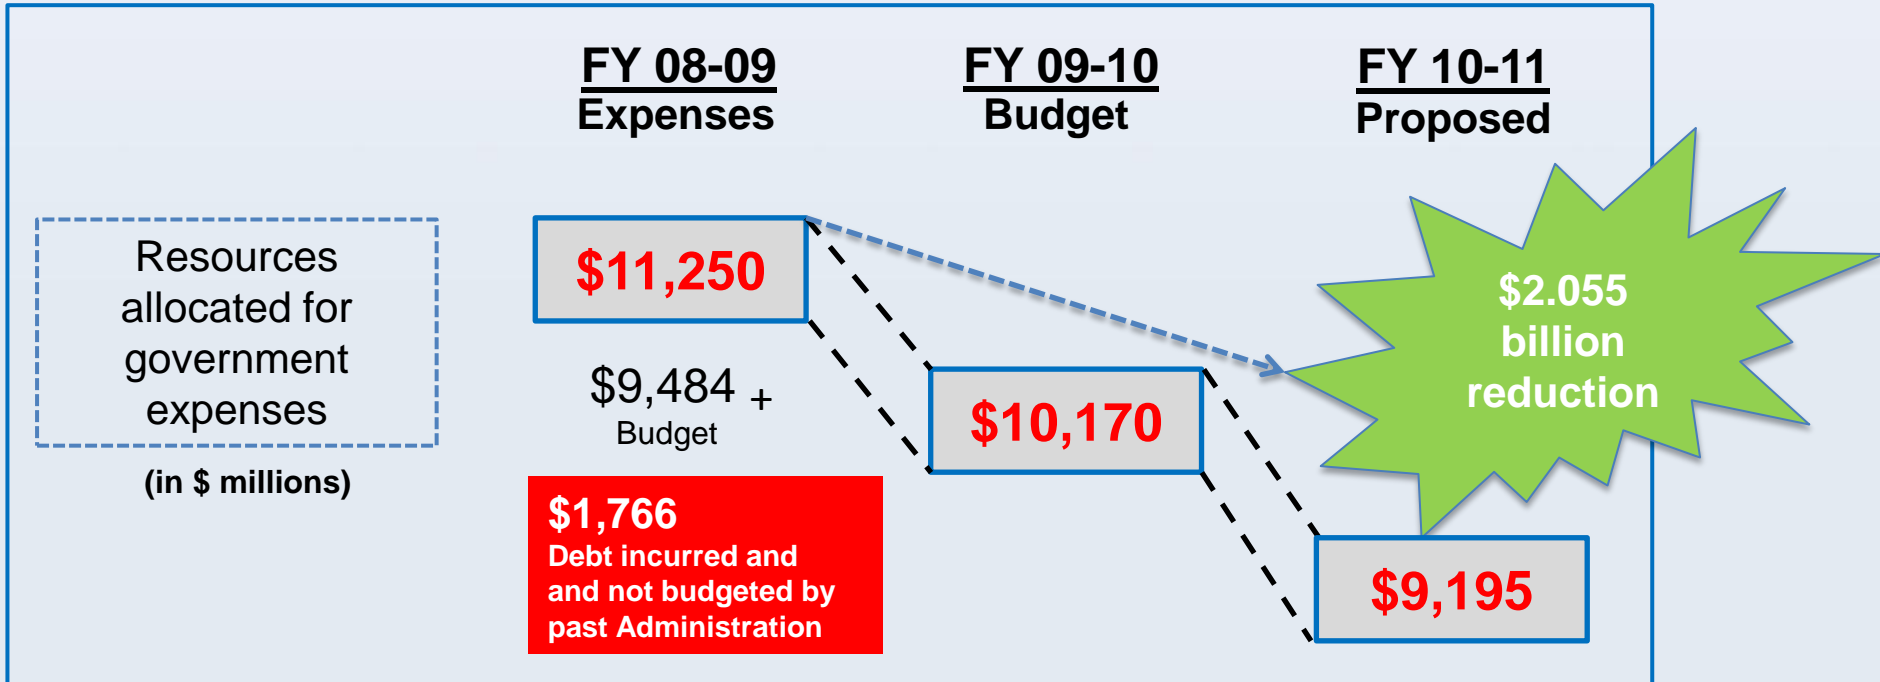 FY 08-09
Expenses
FY 09-10
Budget
FY 10-11
Proposed
Resources
allocated for
government
expenses
(in $ millions)
$11,250
$9,484 +
Budget
$1,766
Debt incurred and
and not budgeted by
past Administration
$10,170
$9,195
$2.055
billion
reduction